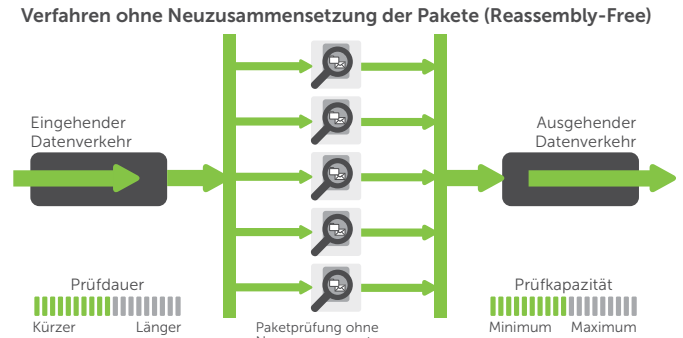 Verfahren ohne Neuzusammensetzung der Pakete (Reassembly-Free)
Eingehender
Datenverkehr
Ausgehender
Datenverkehr
Prüfdauer
Kürzer Länger
Paketprüfung ohne
Prüfkapazität
Minimum Maximum